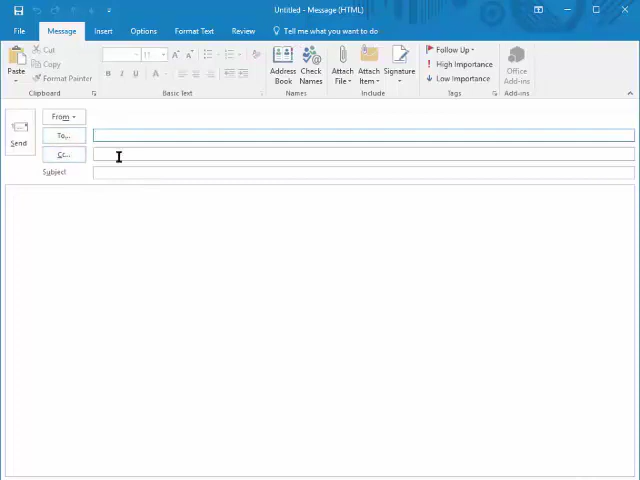 Untitled - Message (HTML)
File Message Insert Options Format Text Review Tell me what you want to do
Paste
Cut
Copy
Format Painter
Clipboard
11
B I U A
Basic Text
Address Book
Check Names
Names
Attach File
Attach Item
Signature
Include
Follow Up
High Importance
Low Importance
Tags
Office Add-ins
Add-ins
Send
From
To...
Cc...
Subject